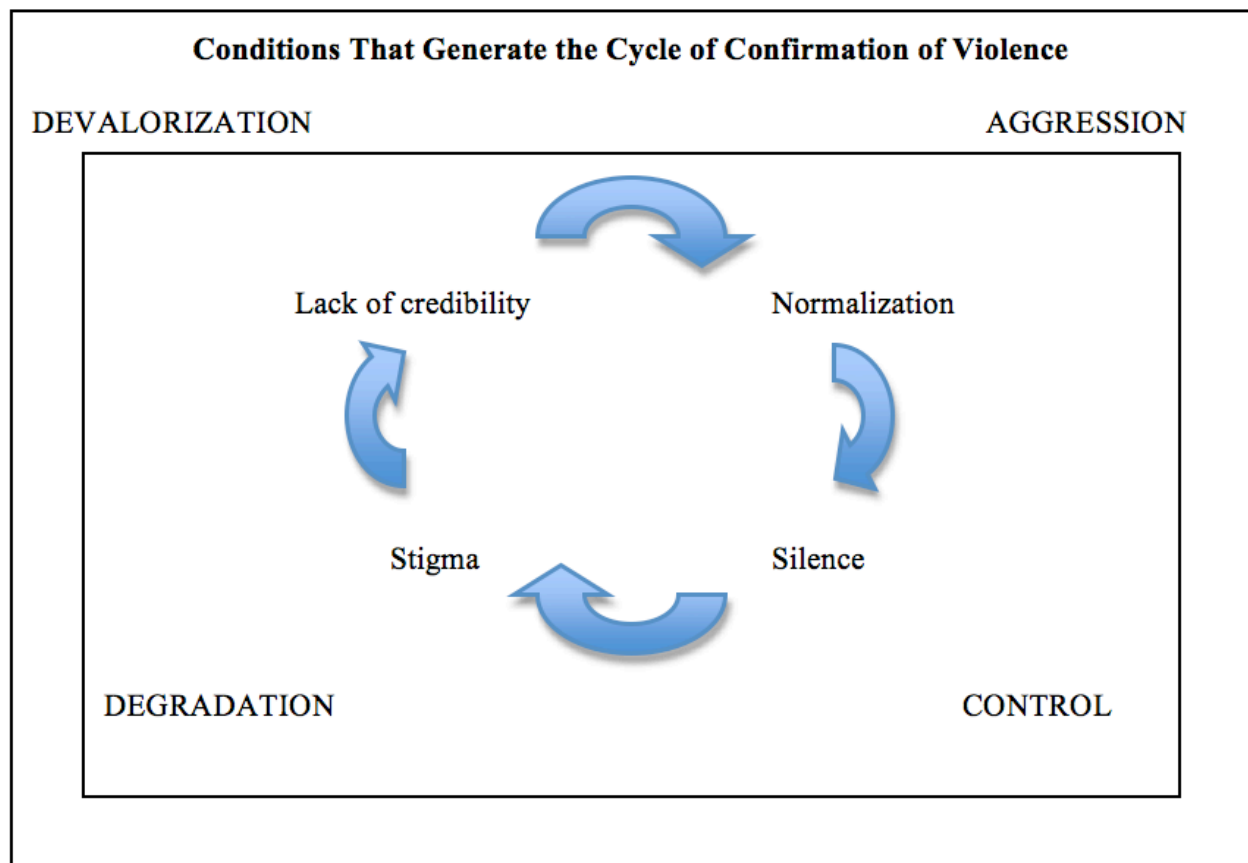 Conditions That Generate the Cycle of Confirmation of Violence
DEVALORIZATION
AGGRESSION
Lack of credibility
Normalization
Stigma
Silence
DEGRADATION
CONTROL